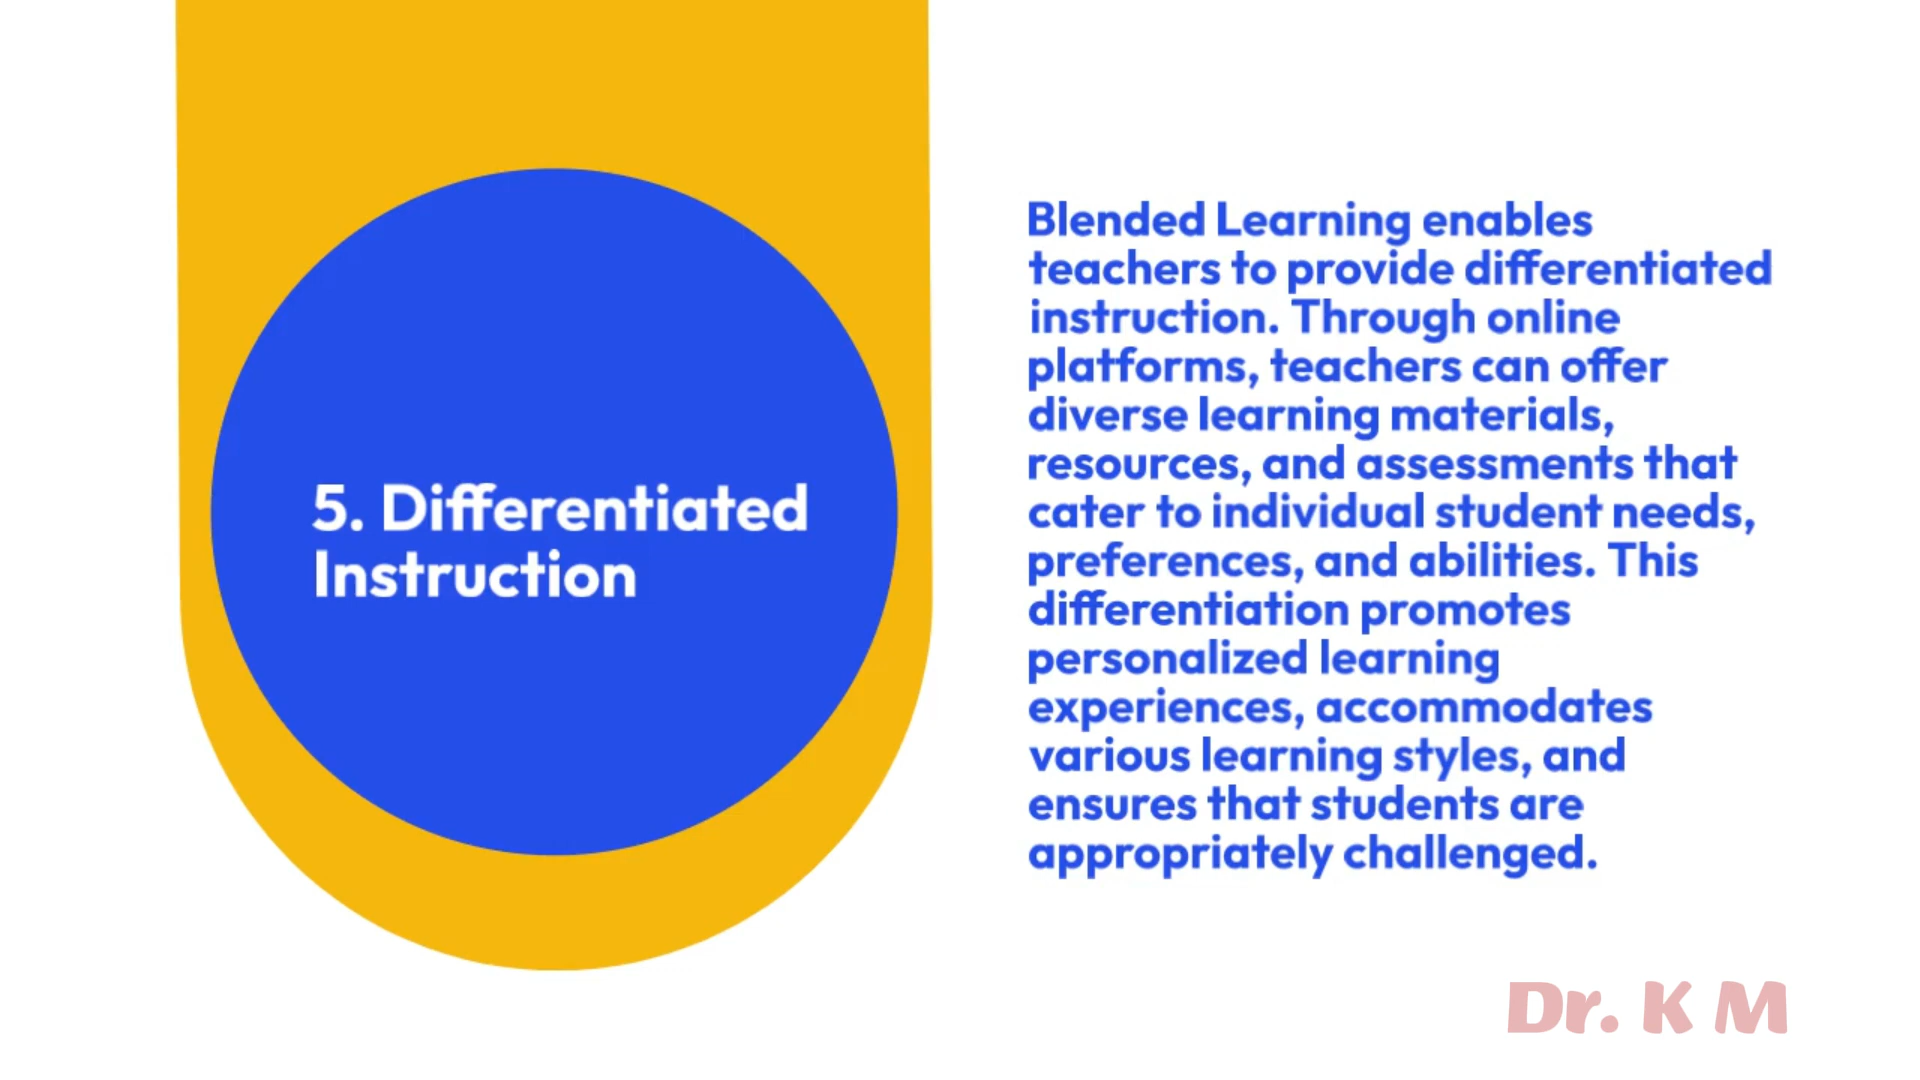 5. Differentiated
Instruction
Blended Learning enables
teachers to provide differentiated
instruction. Through online
platforms, teachers can offer
diverse learning materials,
resources, and assessments that
cater to individual student needs,
preferences, and abilities. This
differentiation promotes
personalized learning
experiences, accommodates
various learning styles, and
ensures that students are
appropriately challenged.
Dr. K M